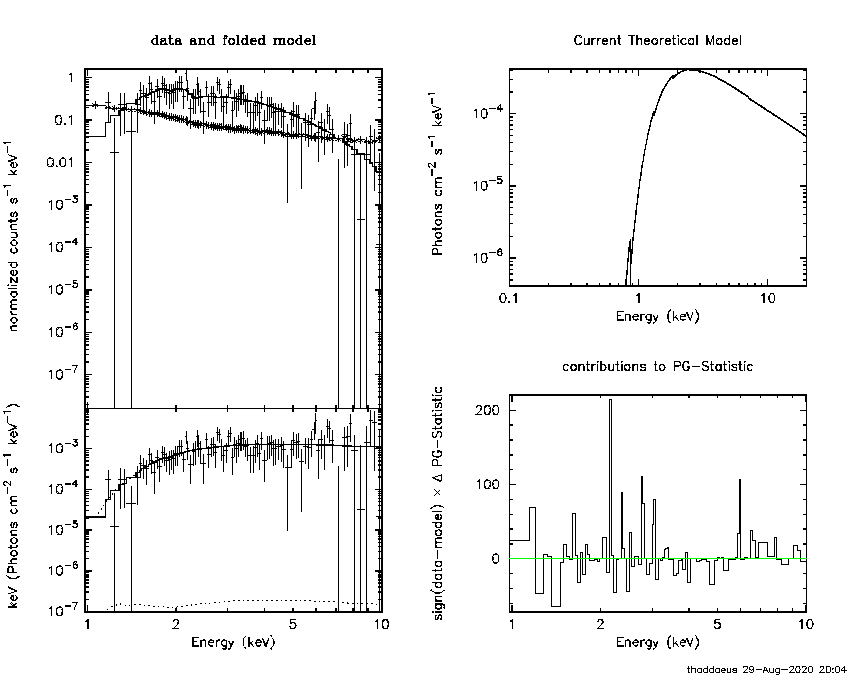 data and folded model
normalized counts s⁻¹ keV⁻¹
1
0.1
0.01
10⁻³
10⁻⁴
10⁻⁵
10⁻⁶
10⁻⁷
keV (Photons cm⁻² s⁻¹ keV⁻¹)
10⁻³
10⁻⁴
10⁻⁵
10⁻⁶
10⁻⁷
1 2 5 10
Energy (keV)
Current Theoretical Model
Photons cm⁻² s⁻¹ keV⁻¹
10⁻⁴
10⁻⁵
10⁻⁶
0.1 1 10
Energy (keV)
contributions to PG-Statistic
sign(data-model) × Δ PG-Statistic
200
100
0
1 2 5 10
Energy (keV)
thaddaeus 29-Aug-2020 20:04